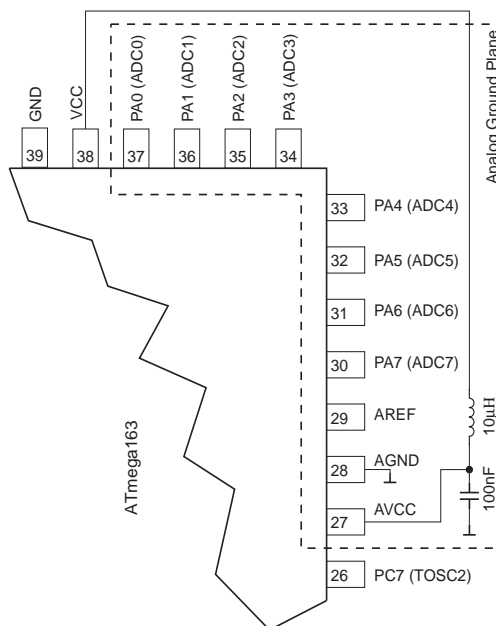 GND
VCC
PA0 (ADC0)
PA1 (ADC1)
PA2 (ADC2)
PA3 (ADC3)
Analog Ground Plane
39
38
37
36
35
34
33 PA4 (ADC4)
32 PA5 (ADC5)
31 PA6 (ADC6)
30 PA7 (ADC7)
29 AREF
10μH
28 AGND
ATmega163
100nF
27 AVCC
26 PC7 (TOSC2)